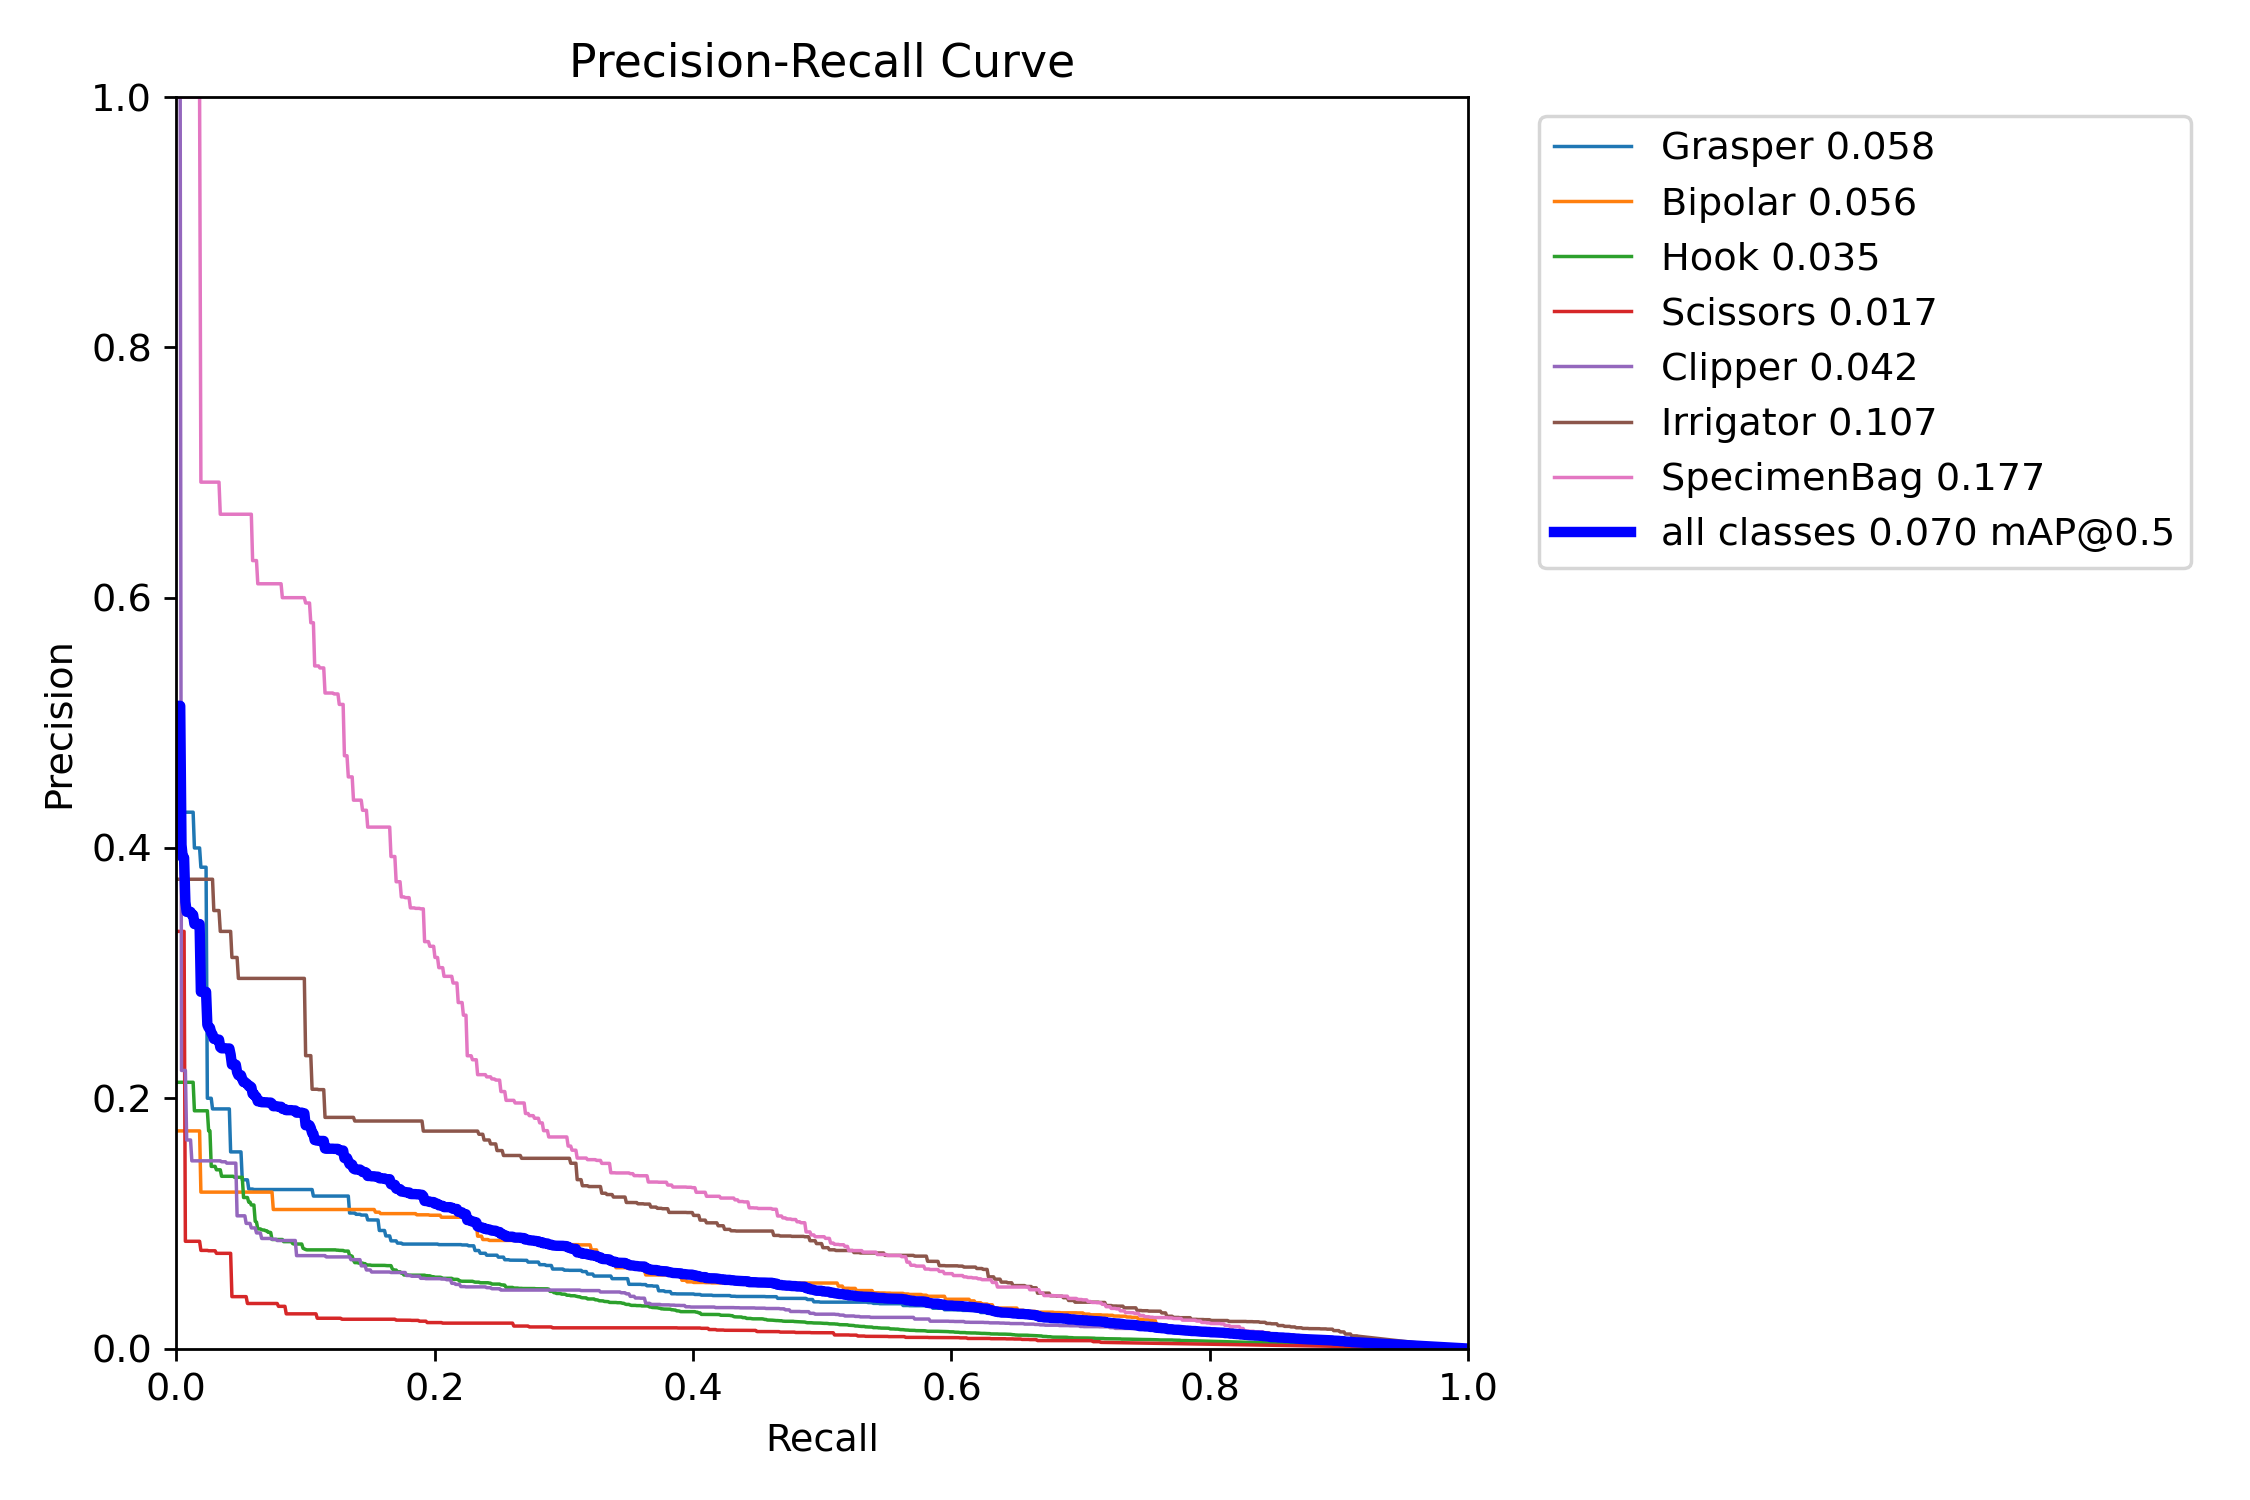 Precision-Recall Curve
1.0
0.8
0.6
0.4
0.2
0.0
Precision
0.0 0.2 0.4 0.6 0.8 1.0
Recall
Grasper 0.058
Bipolar 0.056
Hook 0.035
Scissors 0.017
Clipper 0.042
Irrigator 0.107
SpecimenBag 0.177
all classes 0.070 mAP@0.5